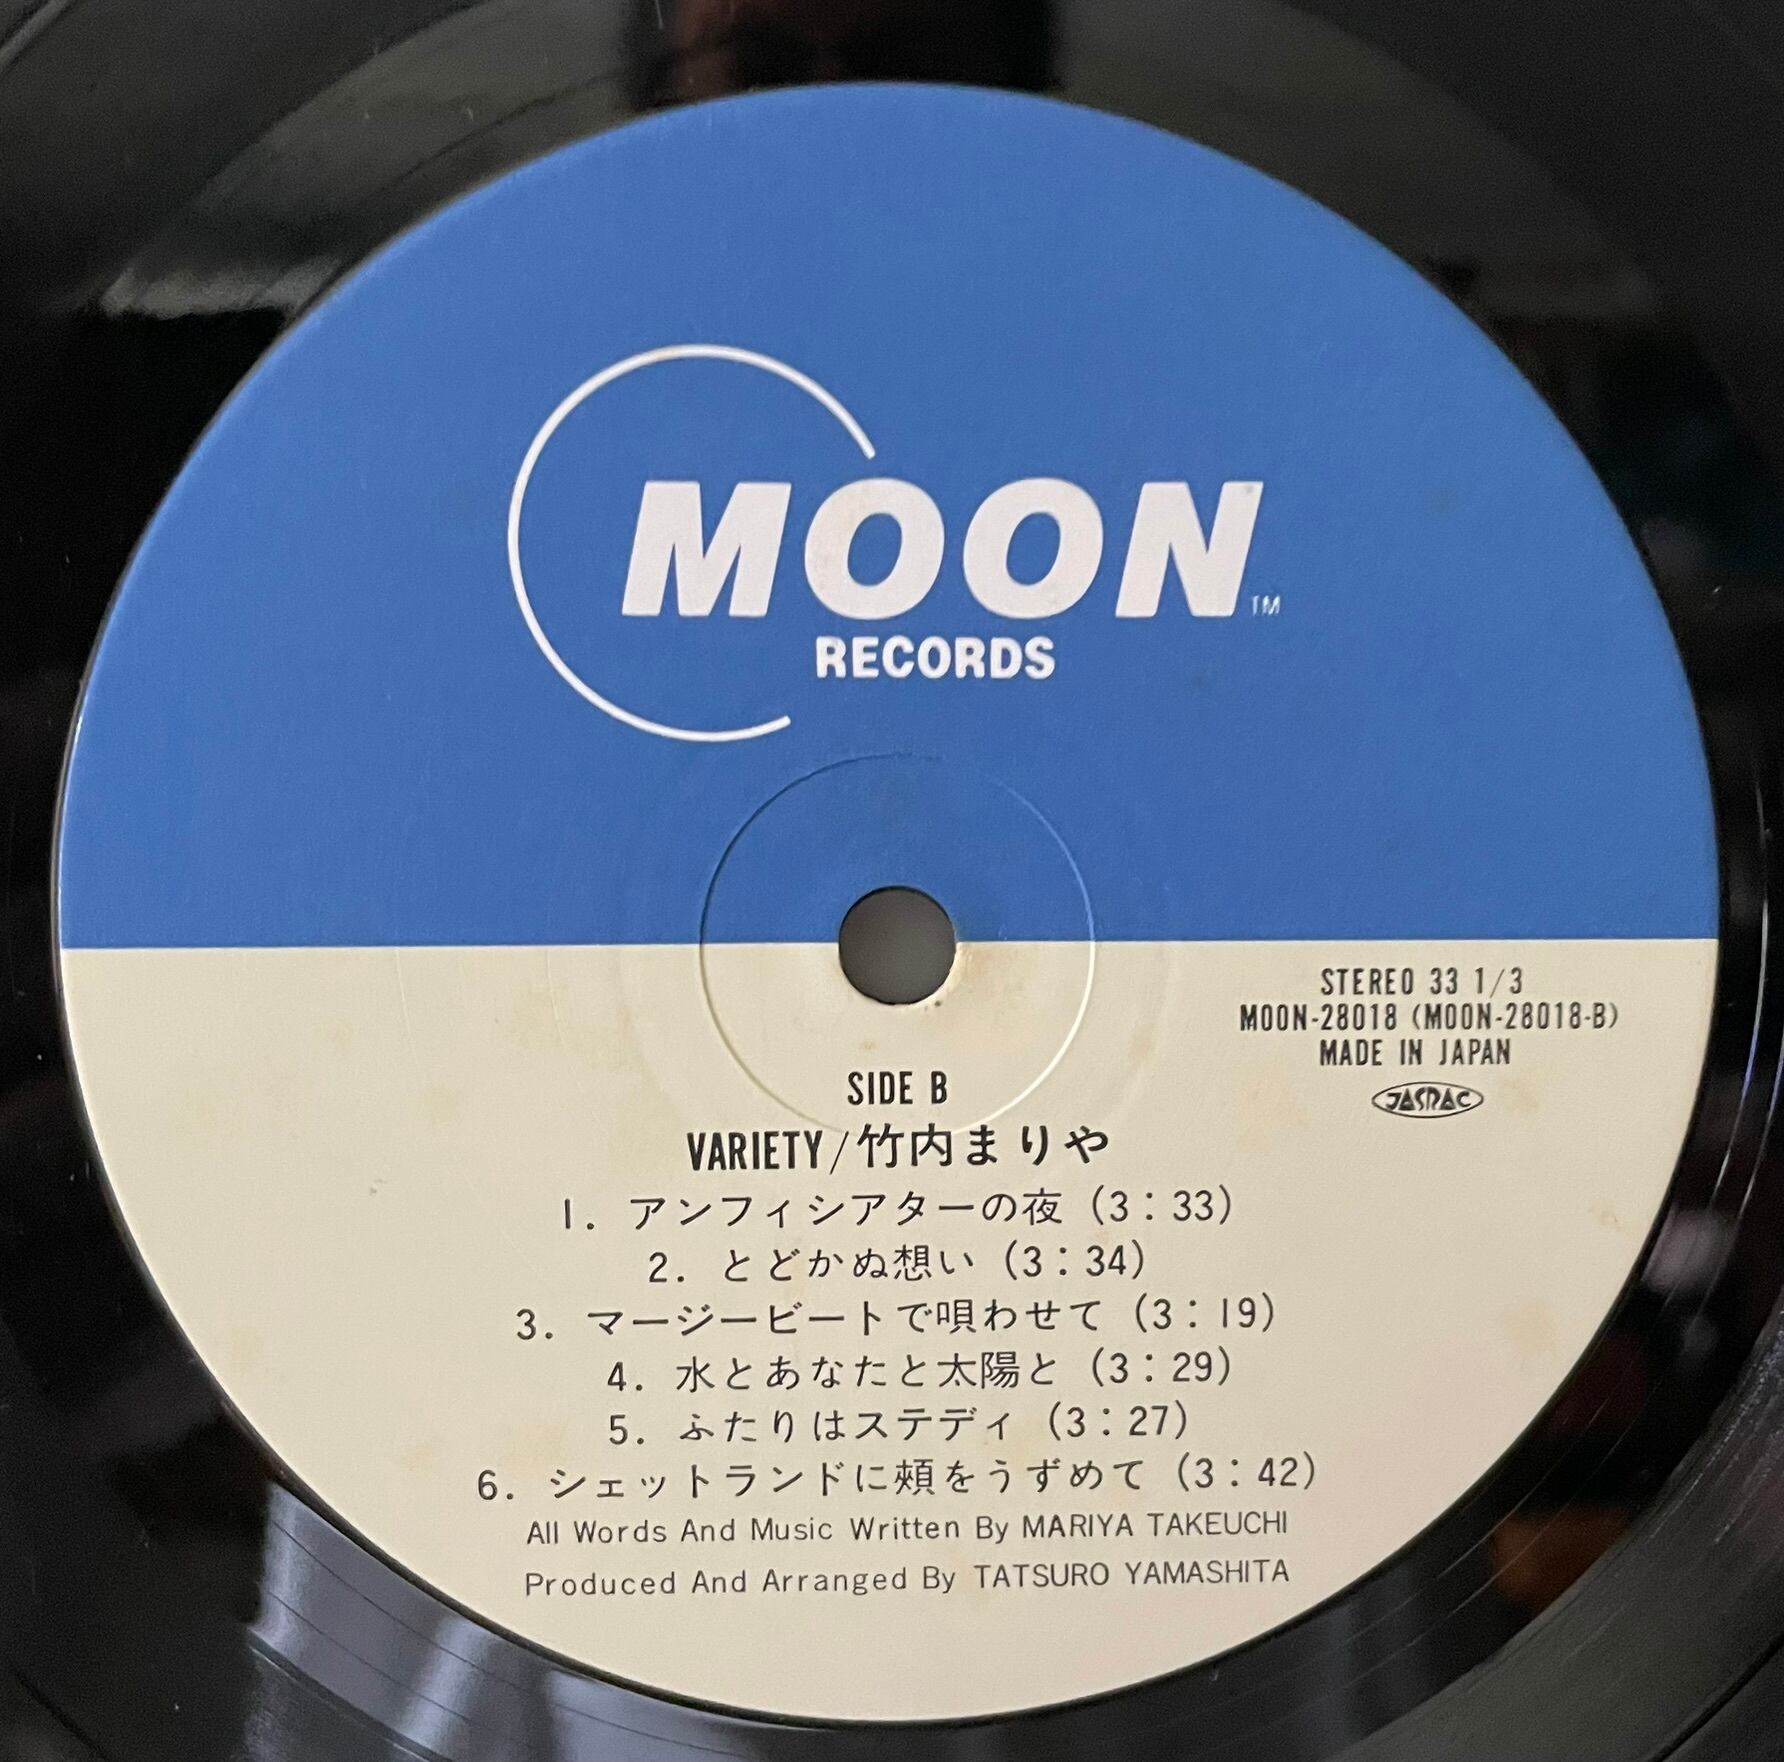 MOON™
RECORDS
STEREO 33 1/3
MOON-28018 (MOON-28018-B)
MADE IN JAPAN
JASRAC
SIDE B
VARIETY/竹内まりや
1. アンフィシアターの夜 (3:33)
2. とどかぬ想い (3:34)
3. マージービートで唄わせて (3:19)
4. 水とあなたと太陽と (3:29)
5. ふたりはステディ (3:27)
6. シェットランドに頰をうずめて (3:42)
All Words And Music Written By MARIYA TAKEUCHI
Produced And Arranged By TATSURO YAMASHITA